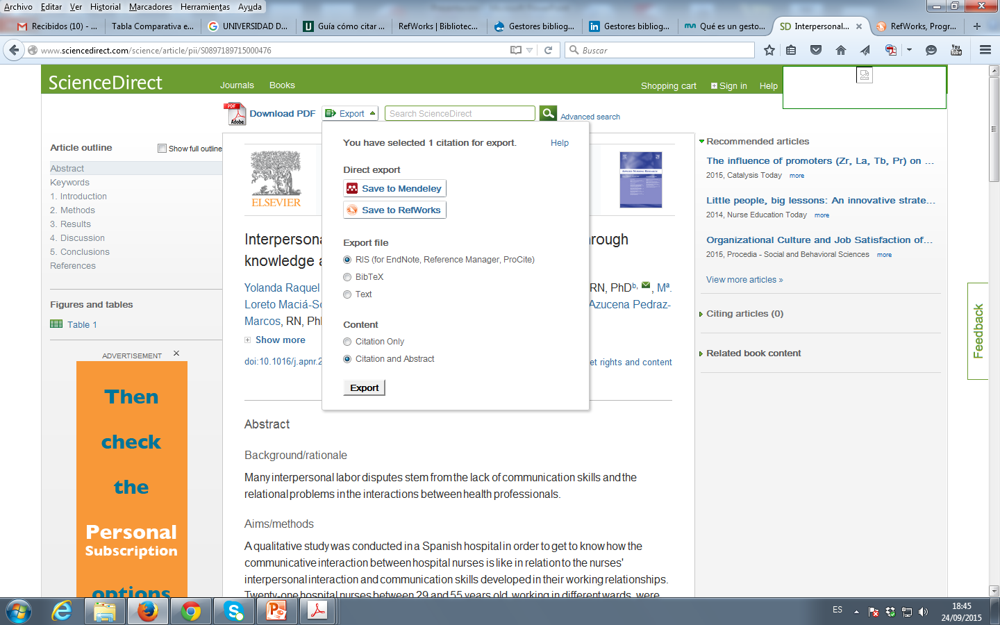 Archivo Editar Ver Historial Marcadores Herramientas Ayuda
Recibidos (10) - ...
Tabla Comparativa e...
UNIVERSIDAD D...
Guía cómo citar ...
RefWorks | Bibliotec...
Gestores bibliog...
Gestores bibliog...
Qué es un gesto...
SD Interpersonal...
RefWorks, Progr...
www.sciencedirect.com/science/article/pii/S0897189715000476
Buscar
ScienceDirect
Journals Books
Shopping cart Sign in Help
Download PDF
Export
Search ScienceDirect
Advanced search
Article outline
Show full outline
Abstract
Keywords
1. Introduction
2. Methods
3. Results
4. Discussion
5. Conclusions
References
Figures and tables
Table 1
ADVERTISEMENT
Then
check
the
Personal
Subscription
options
You have selected 1 citation for export. Help
Direct export
Save to Mendeley
Save to RefWorks
Export file
RIS (for EndNote, Reference Manager, ProCite)
BibTeX
Text
Content
Citation Only
Citation and Abstract
Export
ELSEVIER
APPLIED NURSING RESEARCH
Interpersona rough
knowledge a
Yolanda Raquel RN, PhDb, , Mª.
Loreto Maciá-So Azucena Pedraz-
Marcos, RN, PhD
Show more
doi:10.1016/j.apnr.2 et rights and content
Abstract
Background/rationale
Many interpersonal labor disputes stem from the lack of communication skills and the
relational problems in the interactions between health professionals.
Aims/methods
A qualitative study was conducted in a Spanish hospital in order to get to know how the
communicative interaction between hospital nurses is like in relation to the nurses'
interpersonal interaction and communication skills developed in their working relationships.
Twenty-one hospital nurses between 29 and 55 years old, working in different wards, were
Recommended articles
The influence of promoters (Zr, La, Tb, Pr) on ...
2015, Catalysis Today more
Little people, big lessons: An innovative strate...
2014, Nurse Education Today more
Organizational Culture and Job Satisfaction of...
2015, Procedia - Social and Behavioral Sciences more
View more articles »
Citing articles (0)
Related book content
Feedback
ES
18:45
24/09/2015